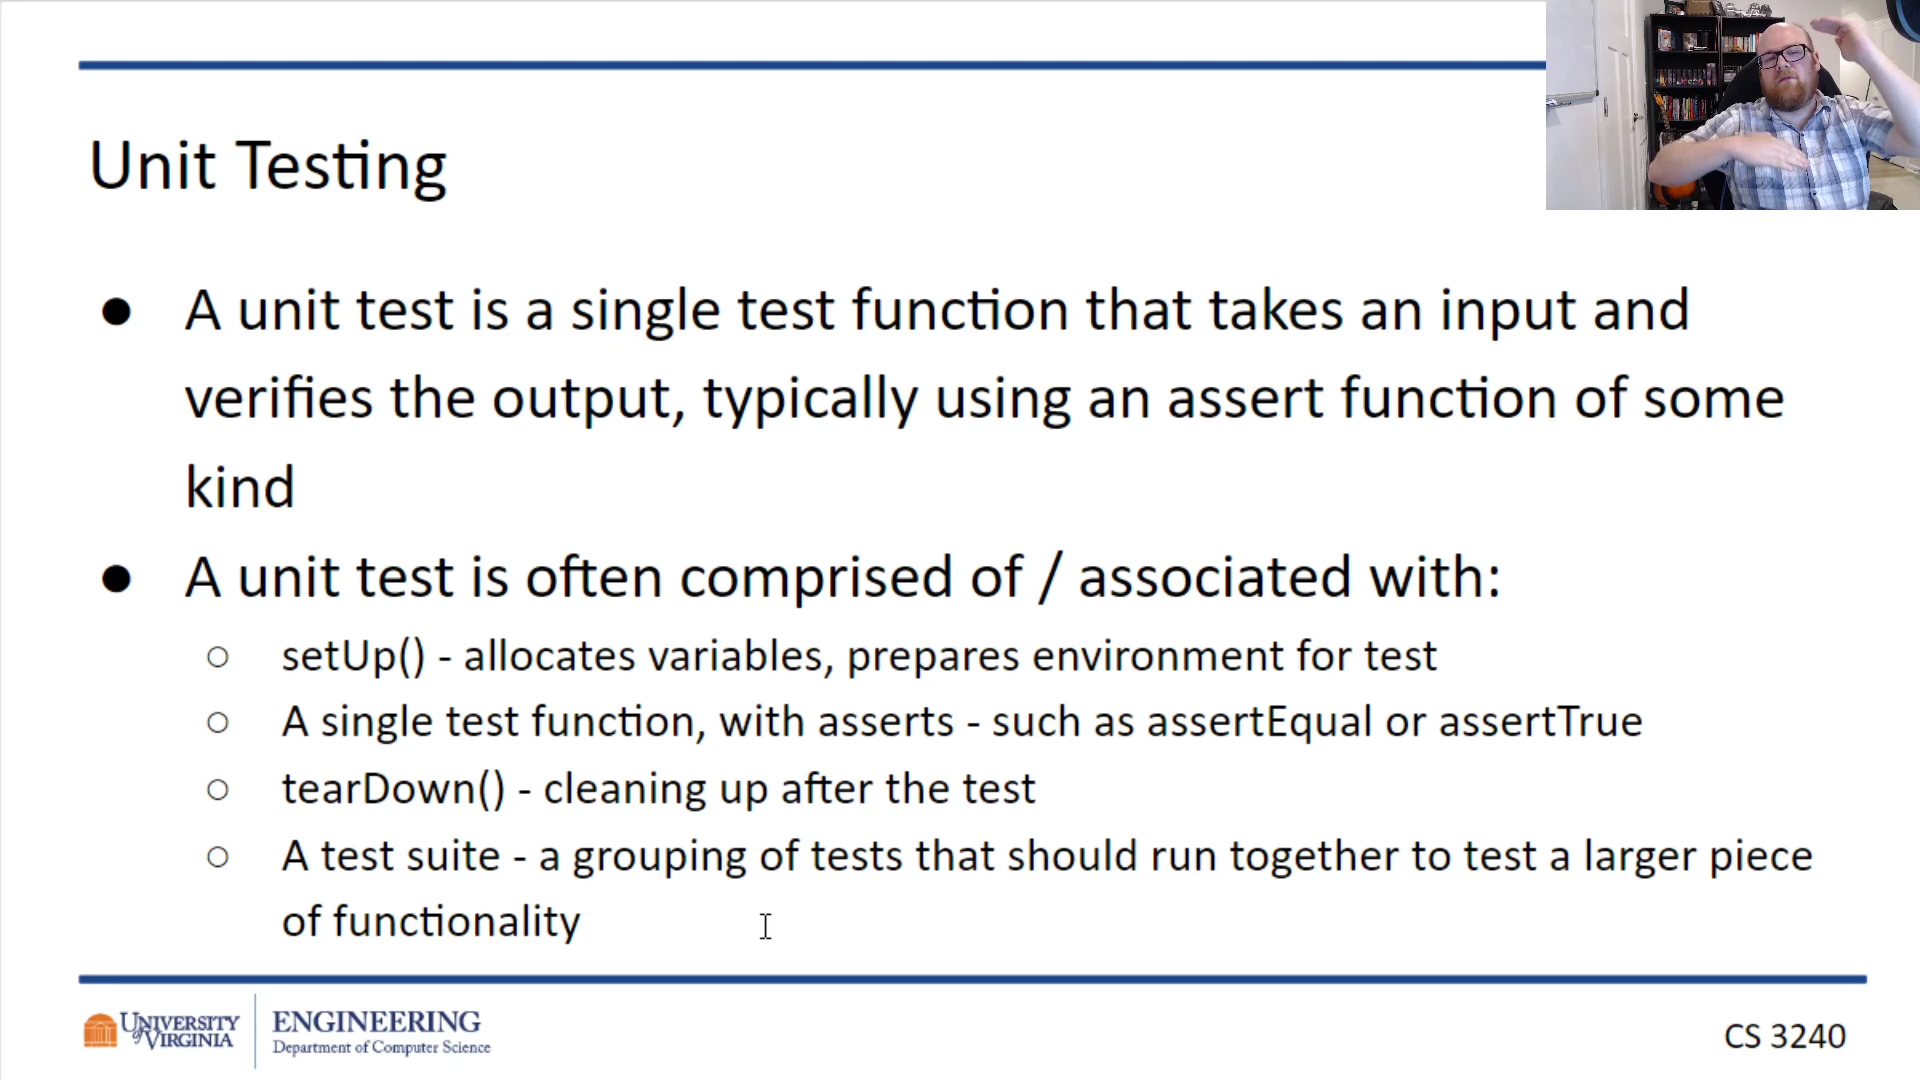 Unit Testing
● A unit test is a single test function that takes an input and
verifies the output, typically using an assert function of some
kind
● A unit test is often comprised of / associated with:
○ setUp() - allocates variables, prepares environment for test
○ A single test function, with asserts - such as assertEqual or assertTrue
○ tearDown() - cleaning up after the test
○ A test suite - a grouping of tests that should run together to test a larger piece
of functionality
UNIVERSITY
of VIRGINIA
ENGINEERING
Department of Computer Science
CS 3240